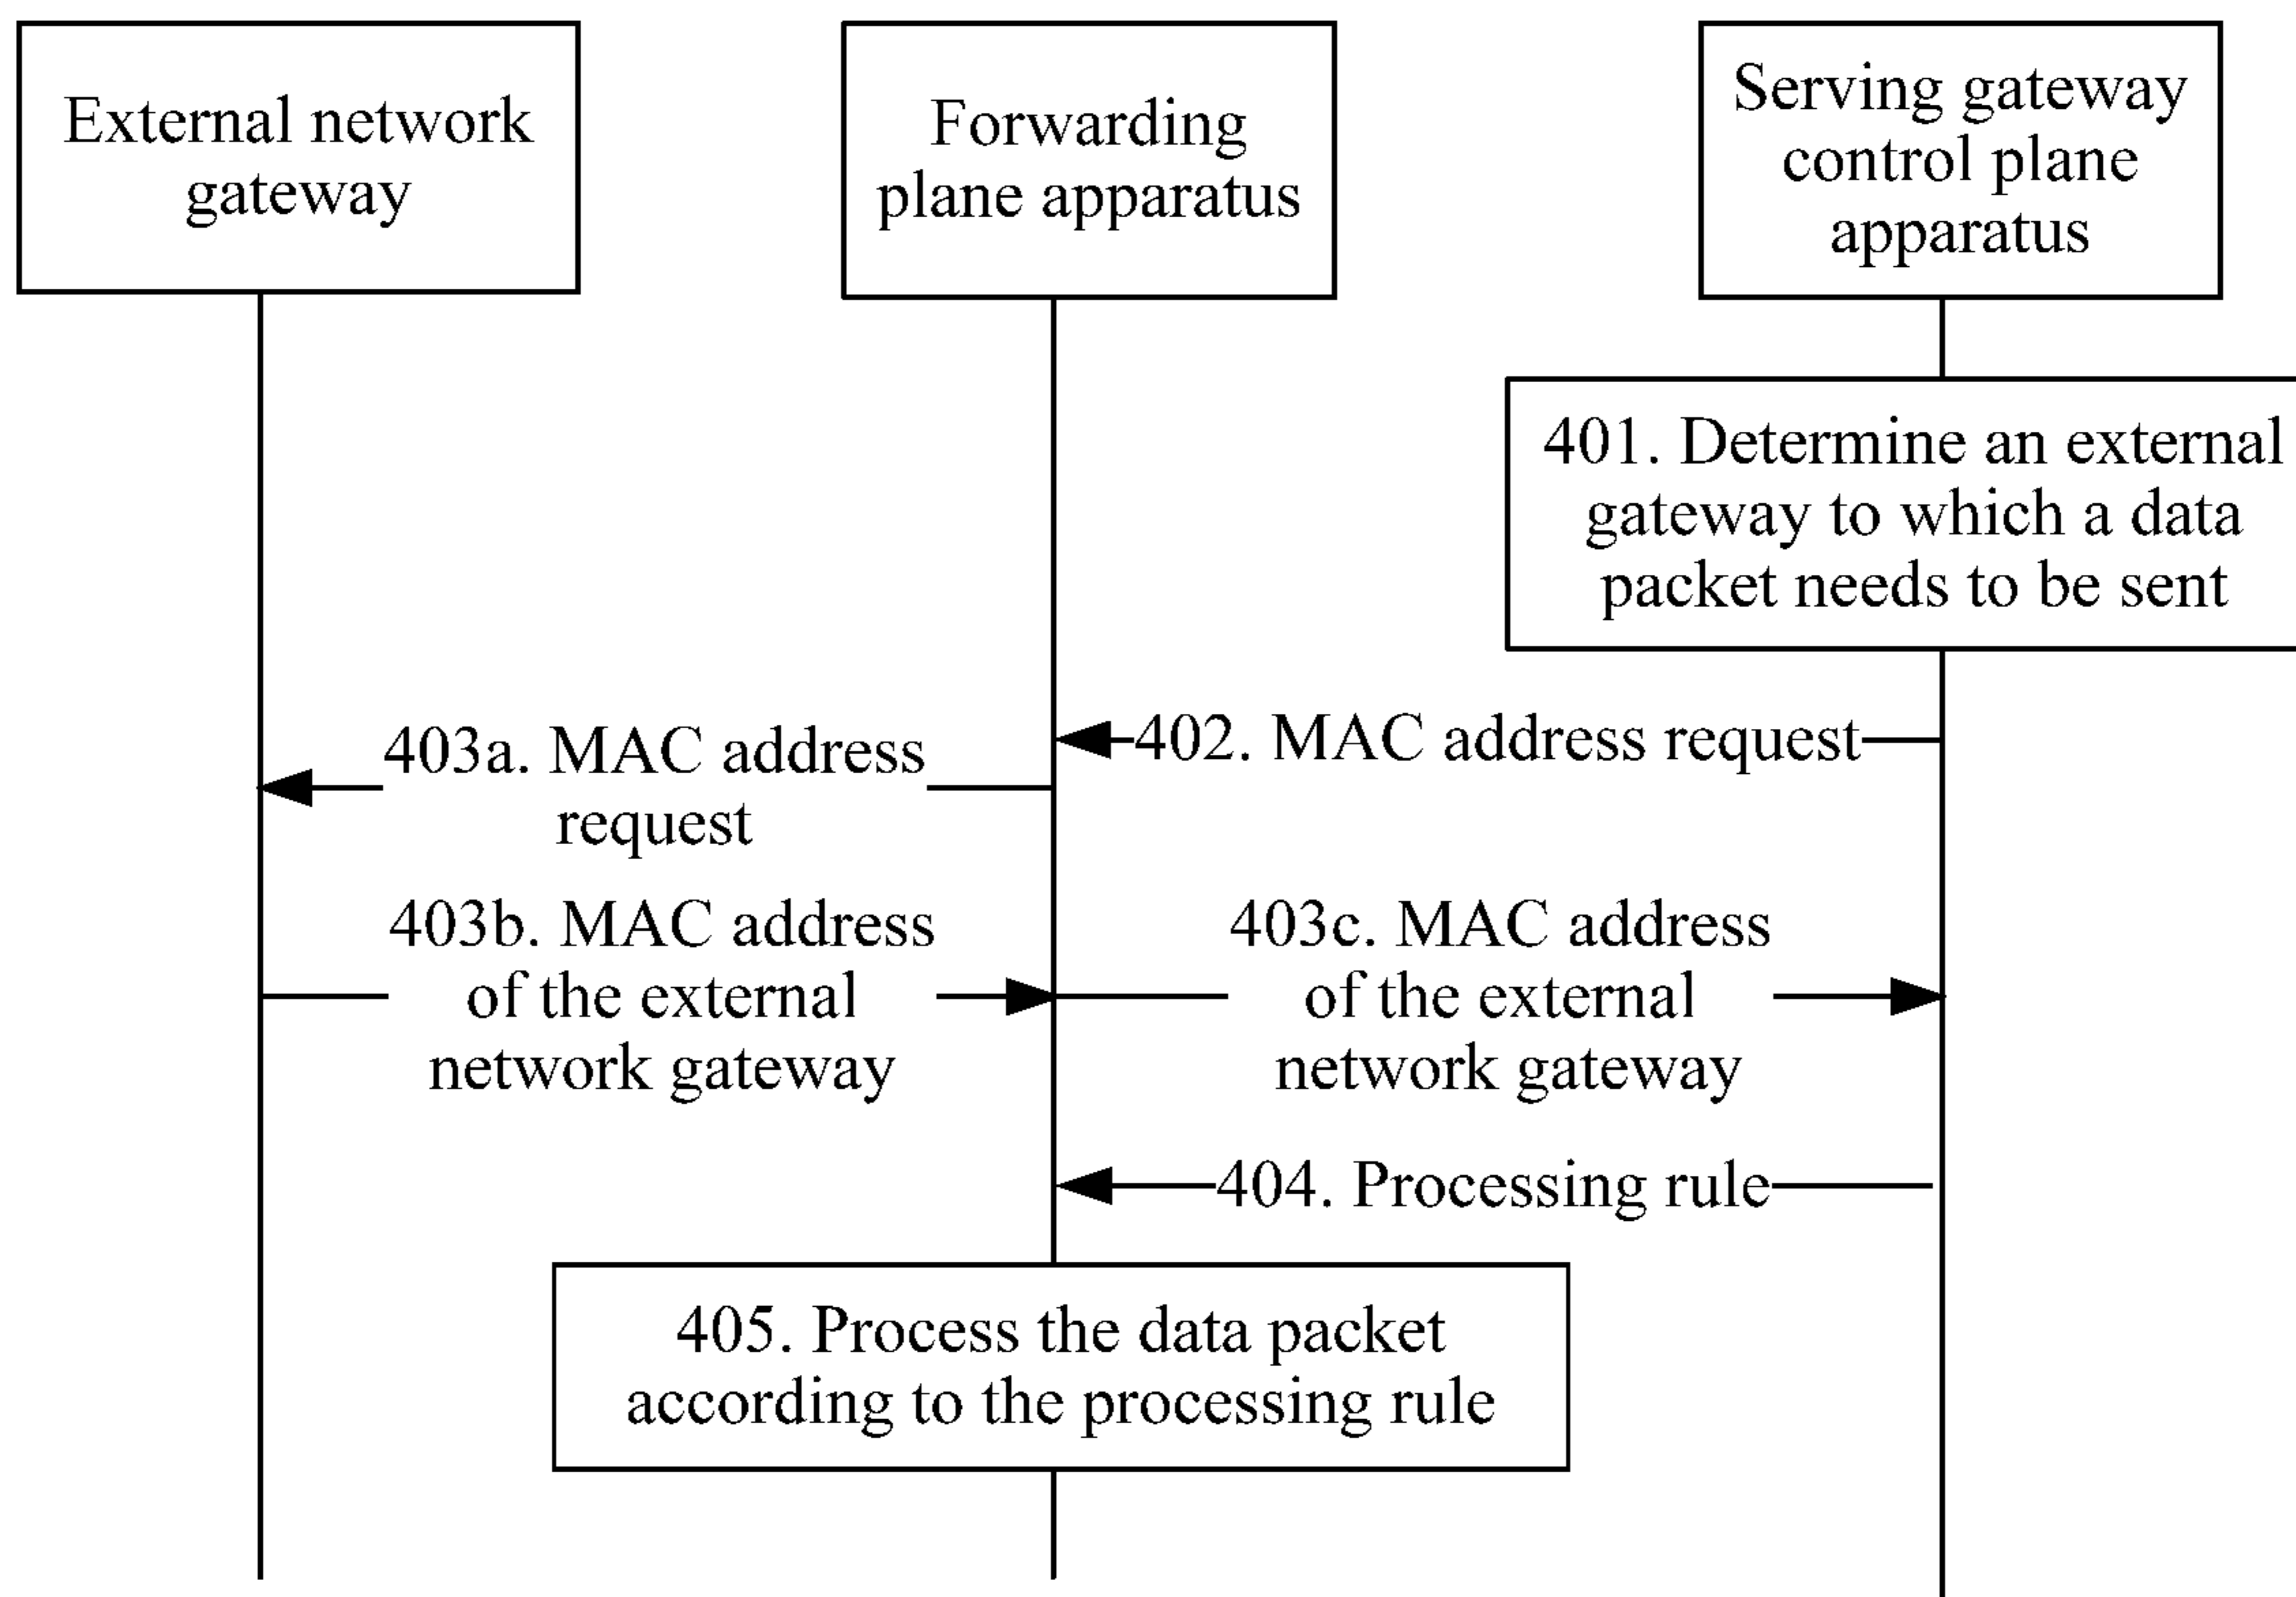 External network
gateway
Forwarding
plane apparatus
Serving gateway
control plane
apparatus
401. Determine an external
gateway to which a data
packet needs to be sent
402. MAC address request
403a. MAC address
request
403b. MAC address
of the external
network gateway
403c. MAC address
of the external
network gateway
404. Processing rule
405. Process the data packet
according to the processing rule